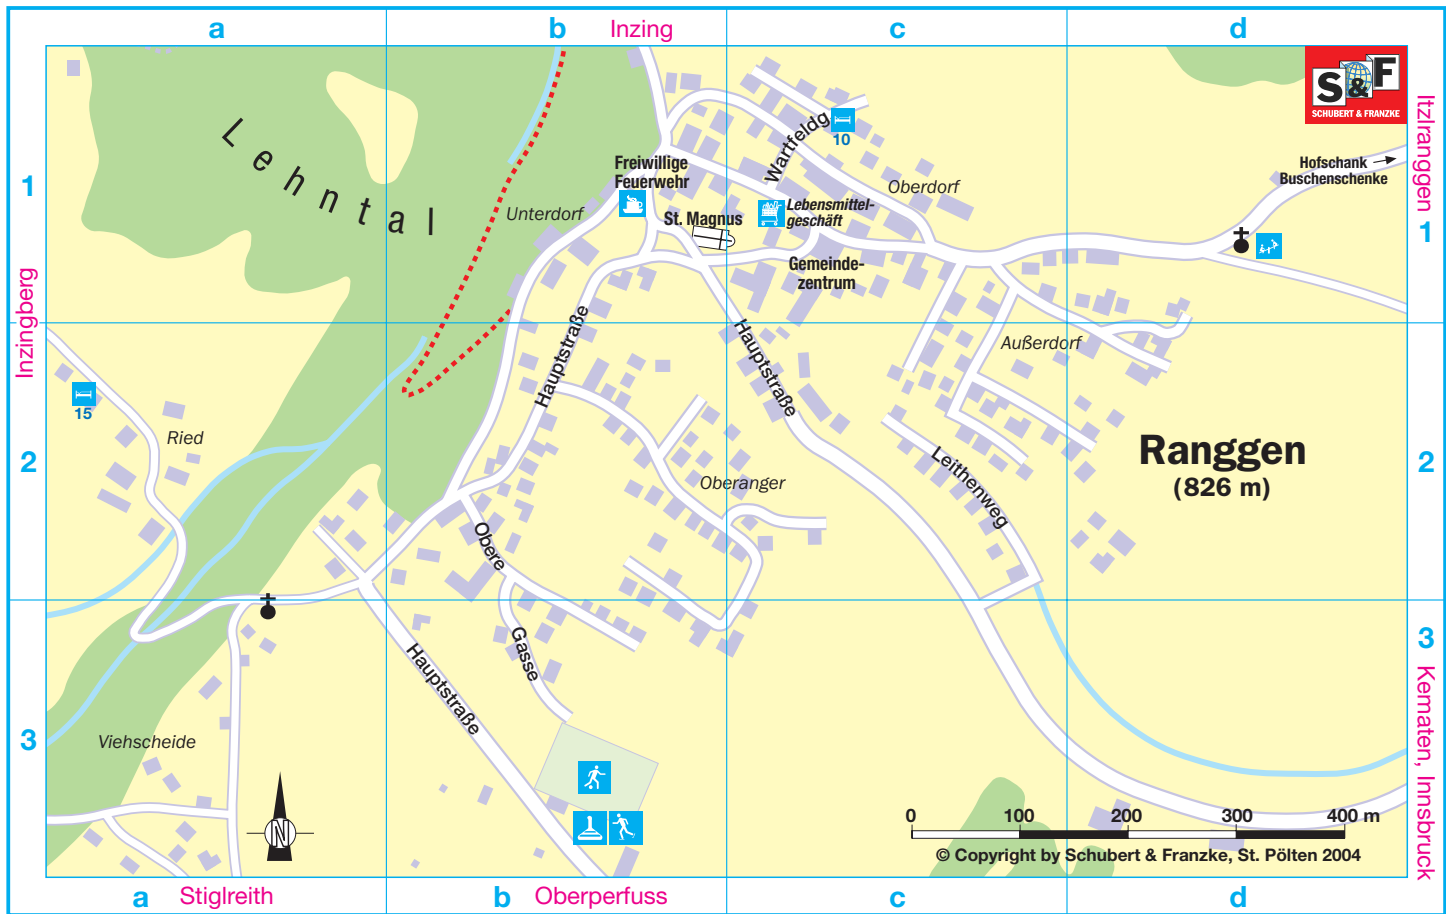 a
b
Inzing
c
d
S&F
SCHUBERT & FRANZKE
Itzlranggen
Lehntal
Wartfeldg.
10
Freiwillige
Feuerwehr
Hofschank
Buschenschenke
1
Oberdorf
Unterdorf
Lebensmittel-
geschäft
St. Magnus
1
Gemeinde-
zentrum
Inzingberg
Hauptstraße
Hauptstraße
Außerdorf
15
Ried
Ranggen
(826 m)
2
2
Leithenweg
Oberanger
Obere
Gasse
3
Hauptstraße
Kematen, Innsbruck
Viehscheide
3
N
0 100 200 300 400 m
© Copyright by Schubert & Franzke, St. Pölten 2004
a
Stiglreith
b
Oberperfuss
c
d